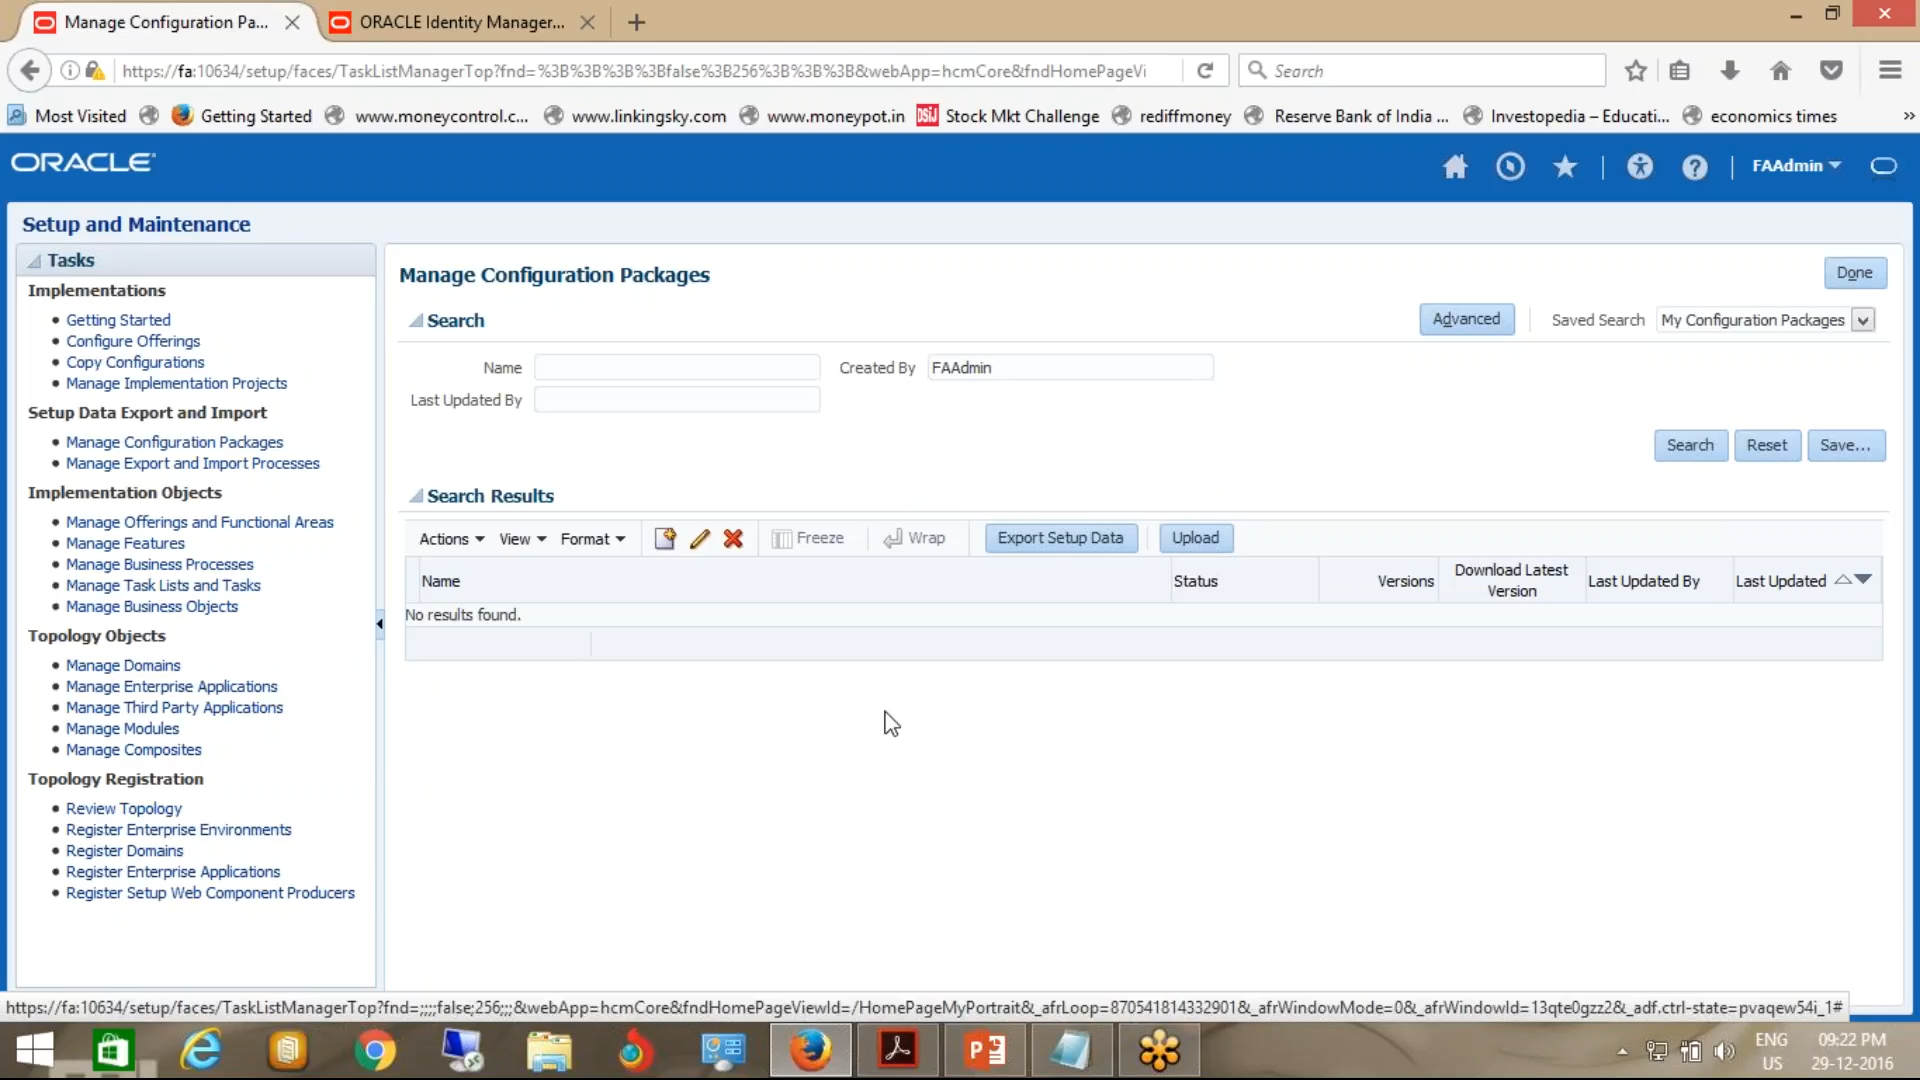 Manage Configuration Pa...
ORACLE Identity Manager...
https://fa:10634/setup/faces/TaskListManagerTop?fnd=%3B%3B%3B%3Bfalse%3B256%3B%3B%3B&webApp=hcmCore&fndHomePageVi
Search
Most Visited
Getting Started
www.moneycontrol.c...
www.linkingsky.com
www.moneypot.in
DSIJ
Stock Mkt Challenge
rediffmoney
Reserve Bank of India ...
Investopedia – Educati...
economics times
»
ORACLE
FAAdmin
Setup and Maintenance
Tasks
Implementations
Getting Started
Configure Offerings
Copy Configurations
Manage Implementation Projects
Setup Data Export and Import
Manage Configuration Packages
Manage Export and Import Processes
Implementation Objects
Manage Offerings and Functional Areas
Manage Features
Manage Business Processes
Manage Task Lists and Tasks
Manage Business Objects
Topology Objects
Manage Domains
Manage Enterprise Applications
Manage Third Party Applications
Manage Modules
Manage Composites
Topology Registration
Review Topology
Register Enterprise Environments
Register Domains
Register Enterprise Applications
Register Setup Web Component Producers
Manage Configuration Packages
Done
Search
Advanced
Saved Search
My Configuration Packages
Name
Created By
FAAdmin
Last Updated By
Search
Reset
Save...
Search Results
Actions
View
Format
Freeze
Wrap
Export Setup Data
Upload
Name
Status
Versions
Download Latest
Version
Last Updated By
Last Updated
No results found.
https://fa:10634/setup/faces/TaskListManagerTop?fnd=;;;;false;256;;;&webApp=hcmCore&fndHomePageViewId=/HomePageMyPortrait&_afrLoop=870541814332901&_afrWindowMode=0&_afrWindowId=13qte0gzz2&_adf.ctrl-state=pvaqew54i_1#
ENG
US
09:22 PM
29-12-2016